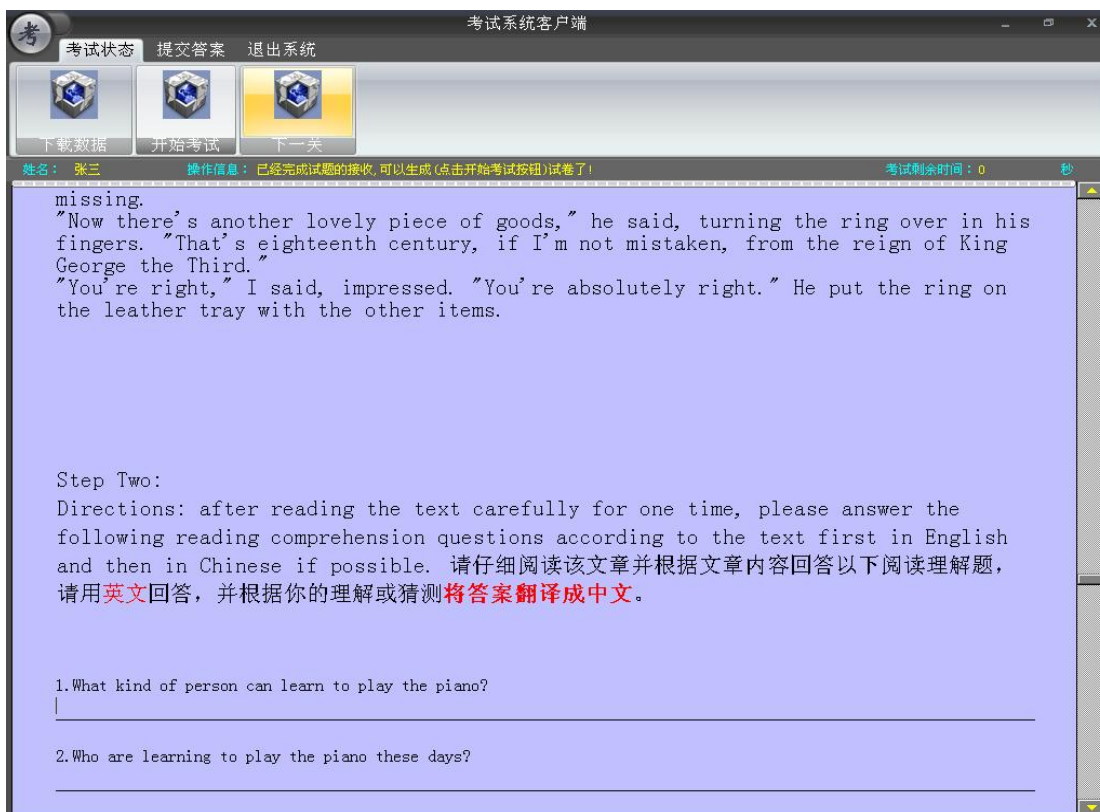 考试系统客户端
考
考试状态 提交答案 退出系统
下载数据 开始考试 下一关
姓名: 张三 操作信息: 已经完成试题的接收,可以生成(点击开始考试按钮)试卷了! 考试剩余时间: 0 秒
missing.
"Now there's another lovely piece of goods," he said, turning the ring over in his
fingers. "That's eighteenth century, if I'm not mistaken, from the reign of King
George the Third."
"You're right," I said, impressed. "You're absolutely right." He put the ring on
the leather tray with the other items.
Step Two:
Directions: after reading the text carefully for one time, please answer the
following reading comprehension questions according to the text first in English
and then in Chinese if possible. 请仔细阅读该文章并根据文章内容回答以下阅读理解题，
请用英文回答，并根据你的理解或猜测将答案翻译成中文。
1.What kind of person can learn to play the piano?
2.Who are learning to play the piano these days?